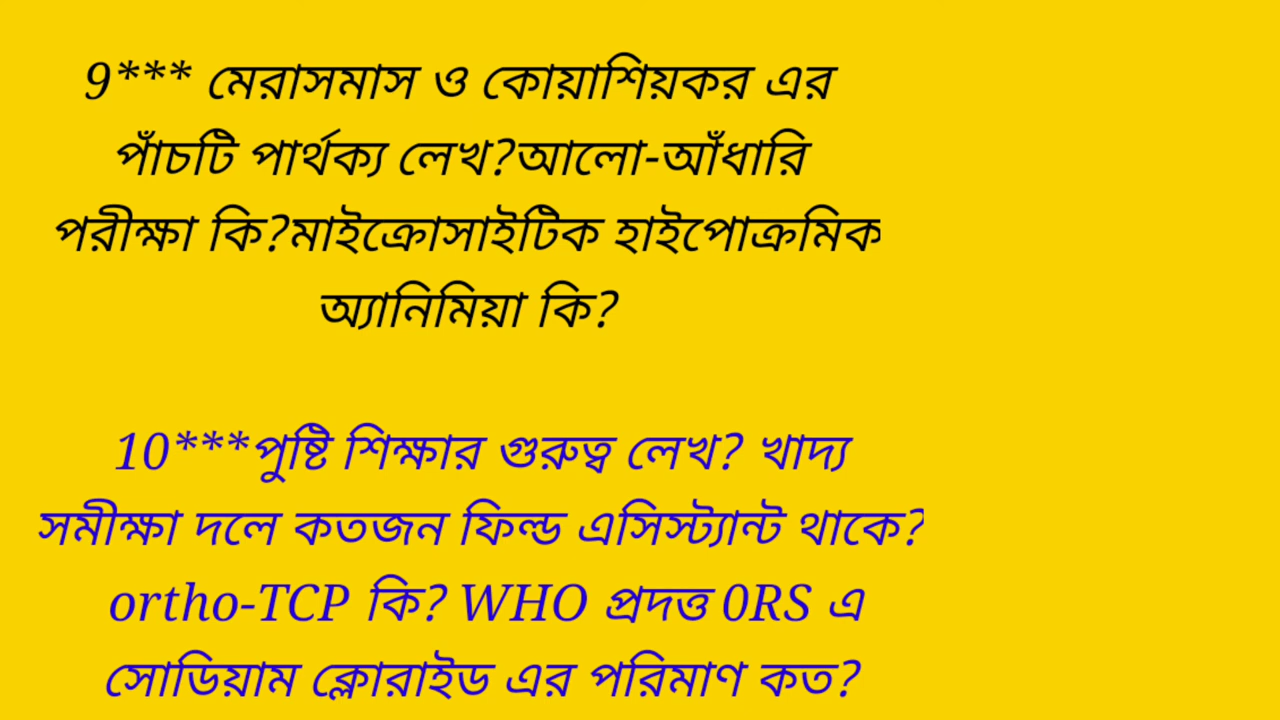 9*** মেরাসমাস ও কোয়াশিয়কর এর
পাঁচটি পার্থক্য লেখ?আলো-আঁধারি
পরীক্ষা কি?মাইক্রোসাইটিক হাইপোক্রমিক
অ্যানিমিয়া কি?
10***পুষ্টি শিক্ষার গুরুত্ব লেখ? খাদ্য
সমীক্ষা দলে কতজন ফিল্ড এসিস্ট্যান্ট থাকে?
ortho-TCP কি? WHO প্রদত্ত 0RS এ
সোডিয়াম ক্লোরাইড এর পরিমাণ কত?